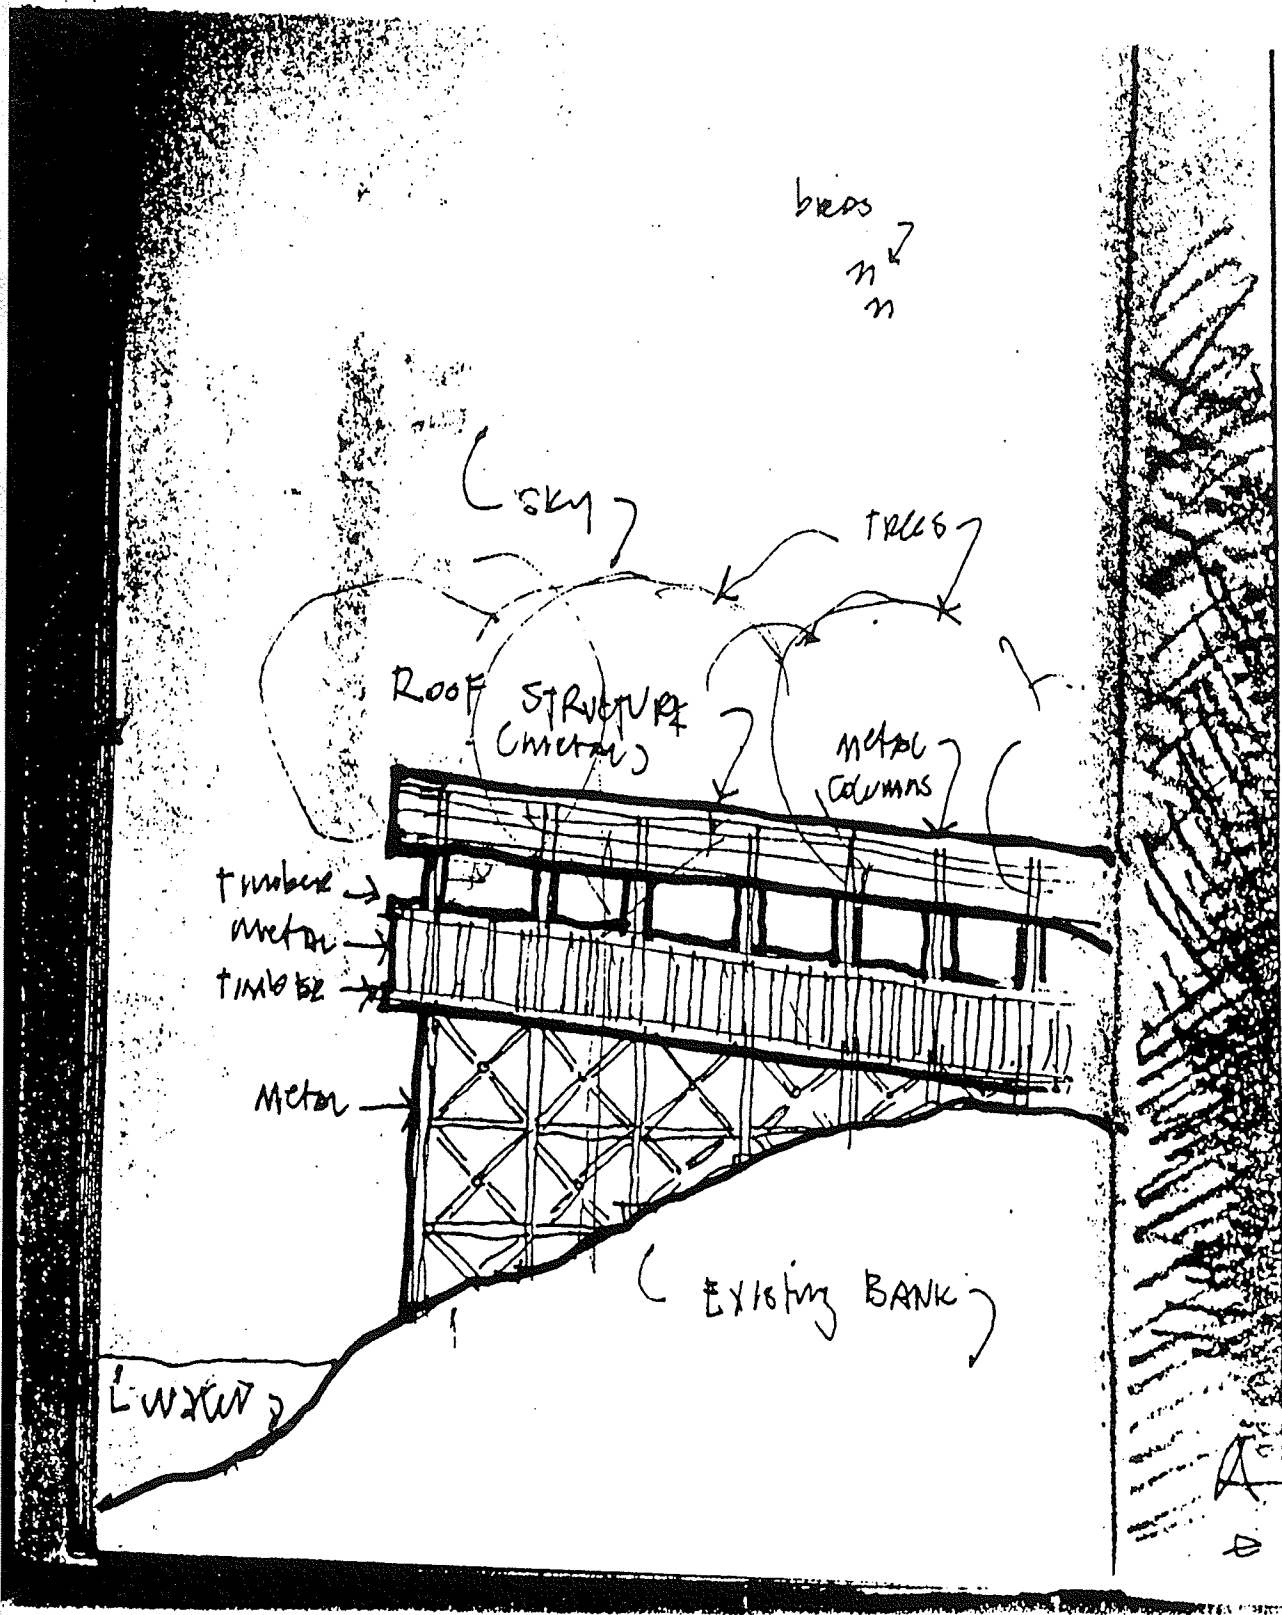 birds
SKY
TREES
ROOF STRUCTURE
(METAL)
METAL
COLUMNS
timber
metal
timber
Metal
Existing BANK
WATER
A